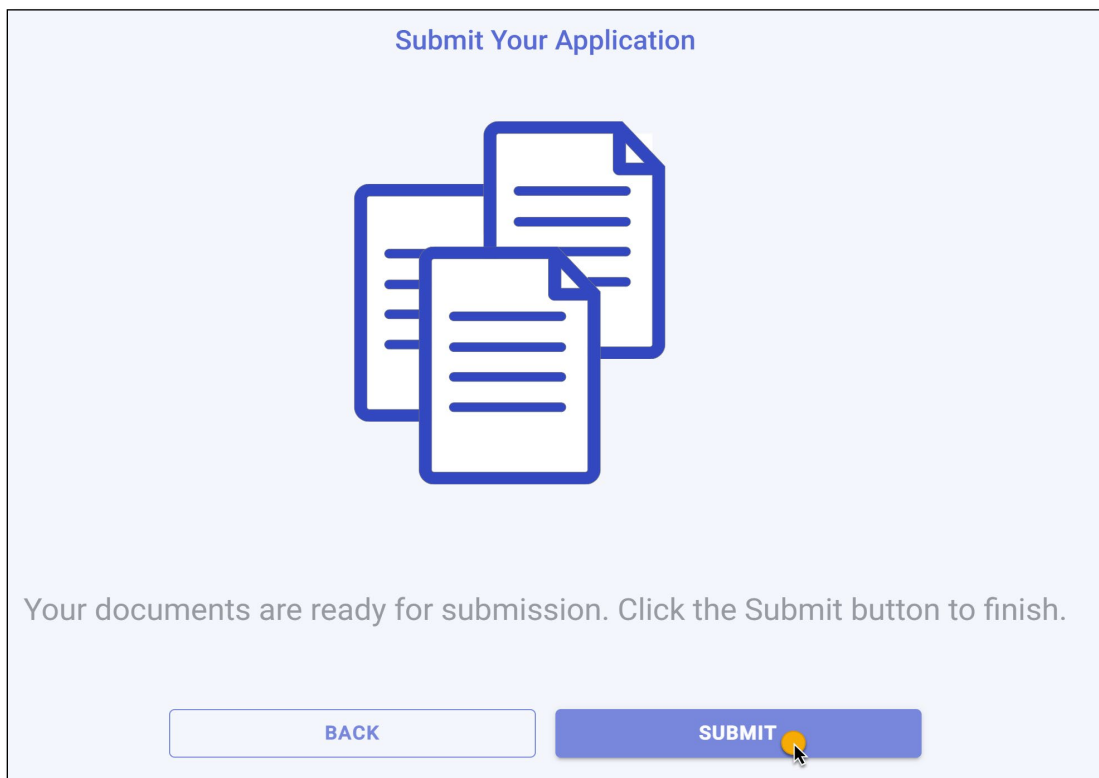 Submit Your Application
Your documents are ready for submission. Click the Submit button to finish.
BACK
SUBMIT